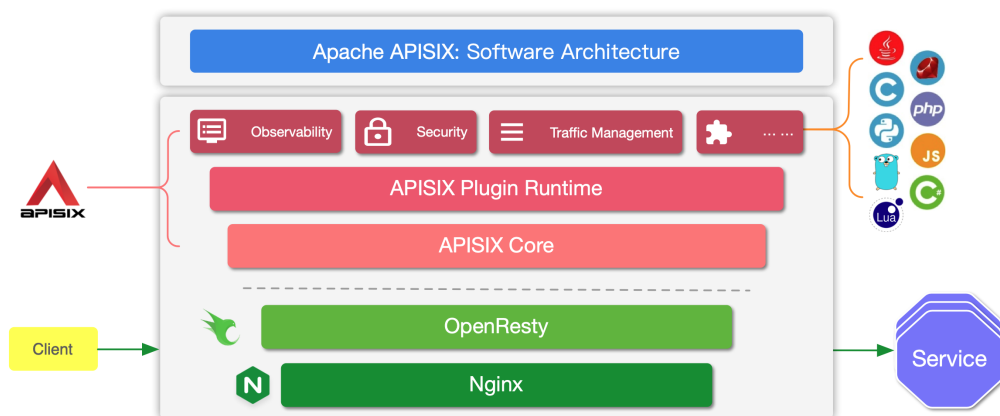 Apache APISIX: Software Architecture
Observability
Security
Traffic Management
... ...
php
JS
C
C#
Lua
APISIX
APISIX Plugin Runtime
APISIX Core
OpenResty
Client
Service
N
Nginx